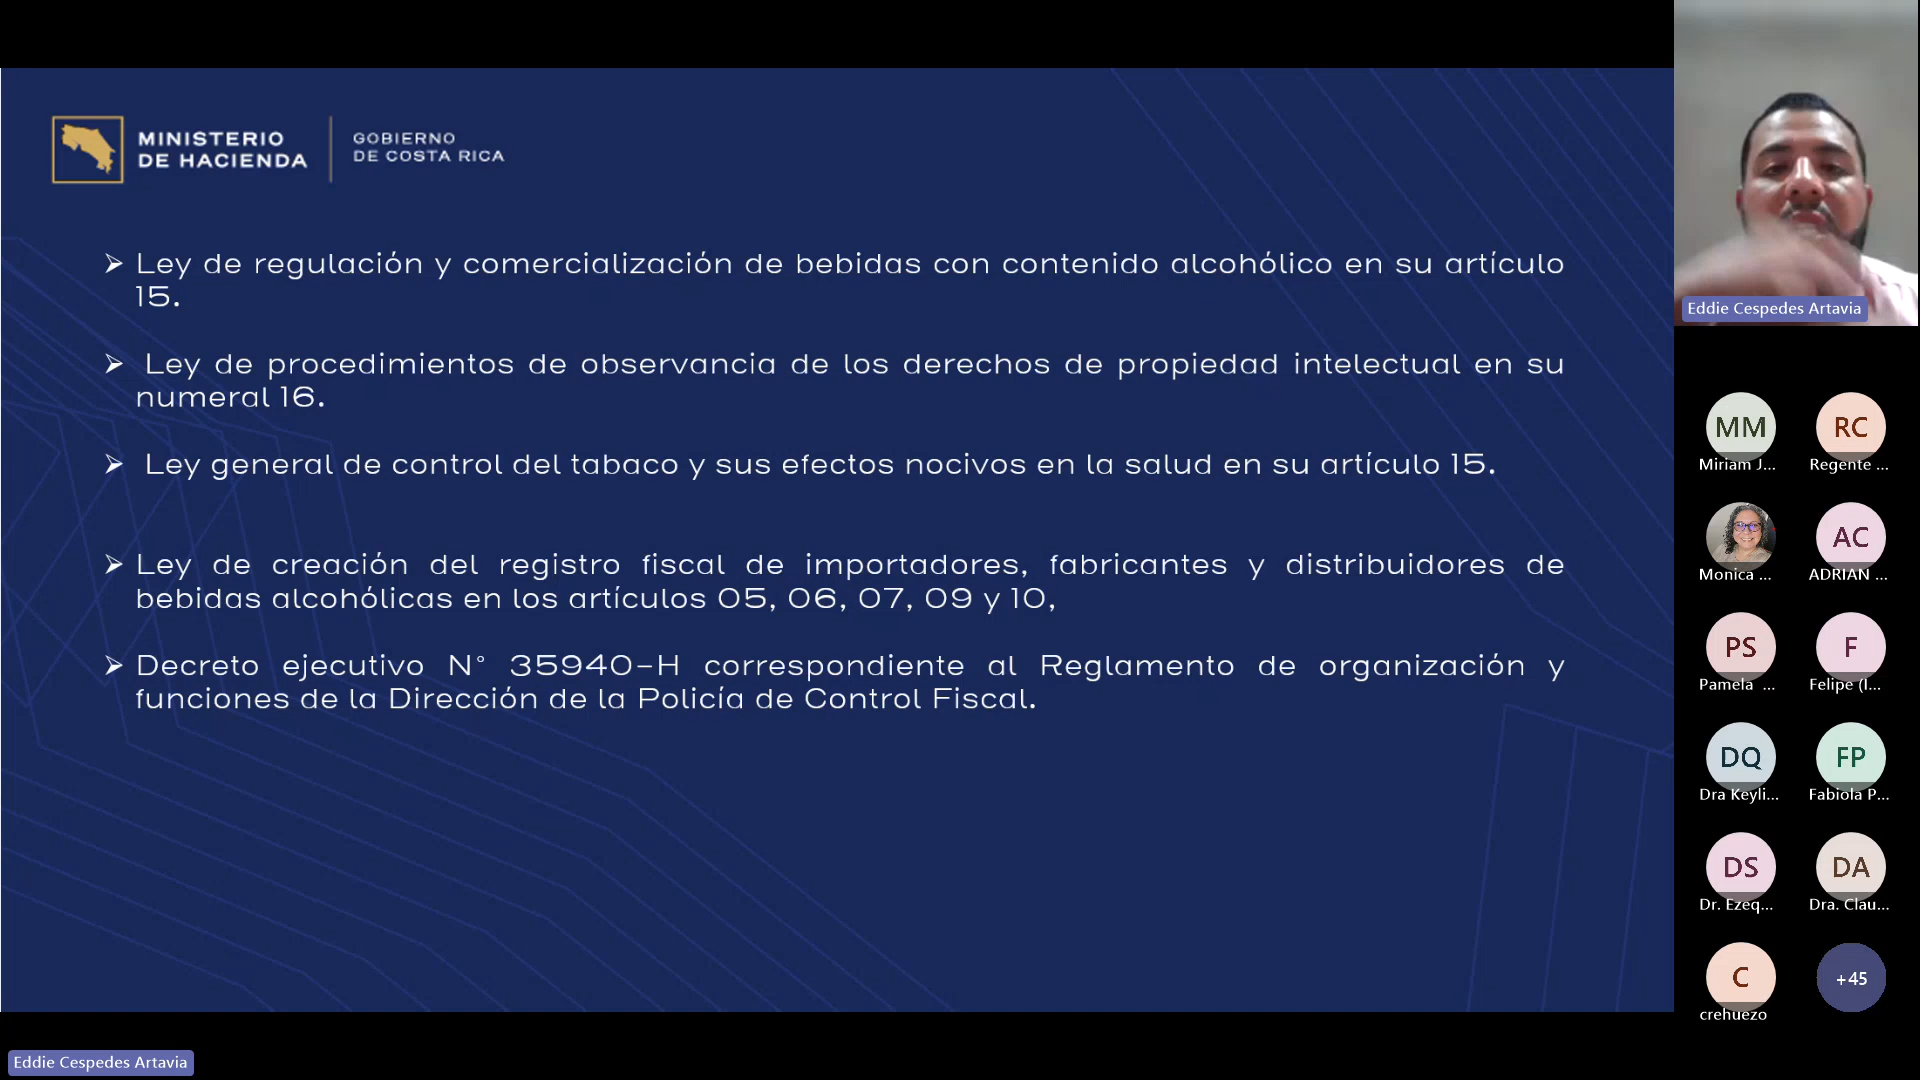 MINISTERIO
DE HACIENDA
GOBIERNO
DE COSTA RICA
➢ Ley de regulación y comercialización de bebidas con contenido alcohólico en su artículo
15.
➢ Ley de procedimientos de observancia de los derechos de propiedad intelectual en su
numeral 16.
➢ Ley general de control del tabaco y sus efectos nocivos en la salud en su artículo 15.
➢ Ley de creación del registro fiscal de importadores, fabricantes y distribuidores de
bebidas alcohólicas en los artículos 05, 06, 07, 09 y 10,
➢ Decreto ejecutivo N° 35940-H correspondiente al Reglamento de organización y
funciones de la Dirección de la Policía de Control Fiscal.
Eddie Cespedes Artavia
MM
RC
Miriam J...
Regente ...
AC
Monica ...
ADRIAN ...
PS
F
Pamela ...
Felipe (I...
DQ
FP
Dra Keyli...
Fabiola P...
DS
DA
Dr. Ezeq...
Dra. Clau...
C
+45
crehuezo
Eddie Cespedes Artavia